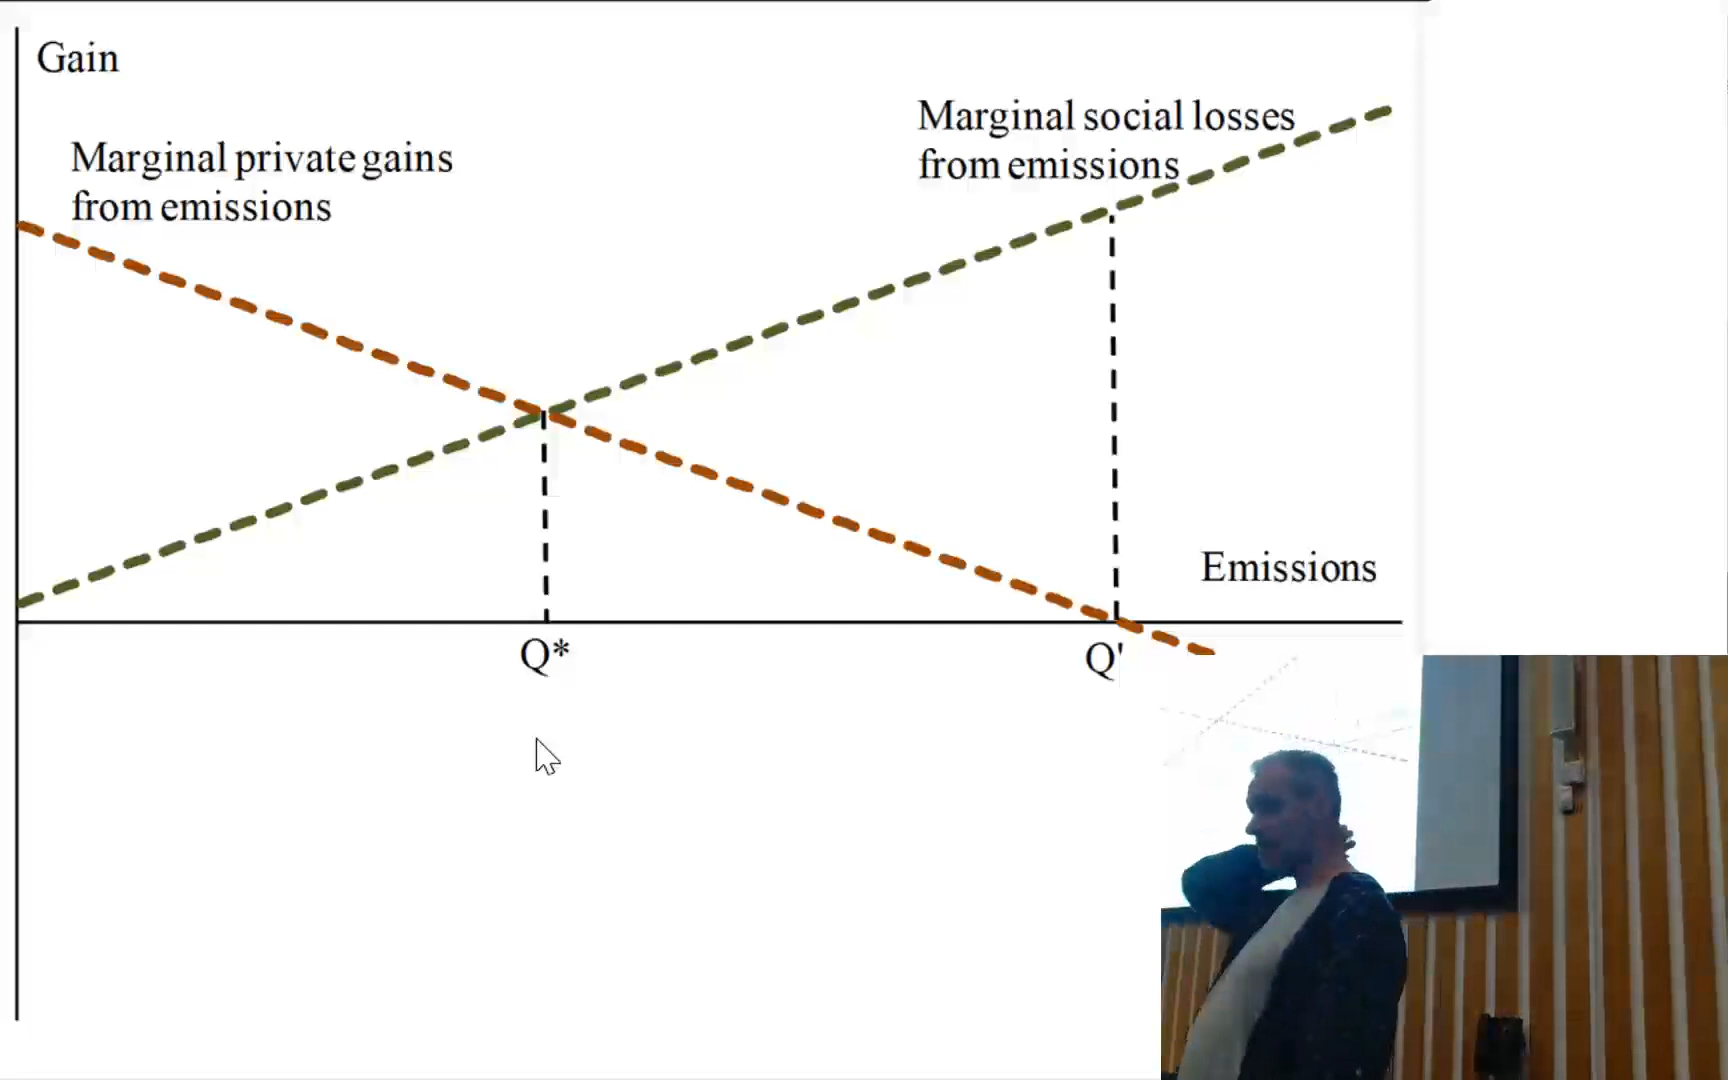 Gain
Marginal private gains
from emissions
Marginal social losses
from emissions
Emissions
Q*
Q'